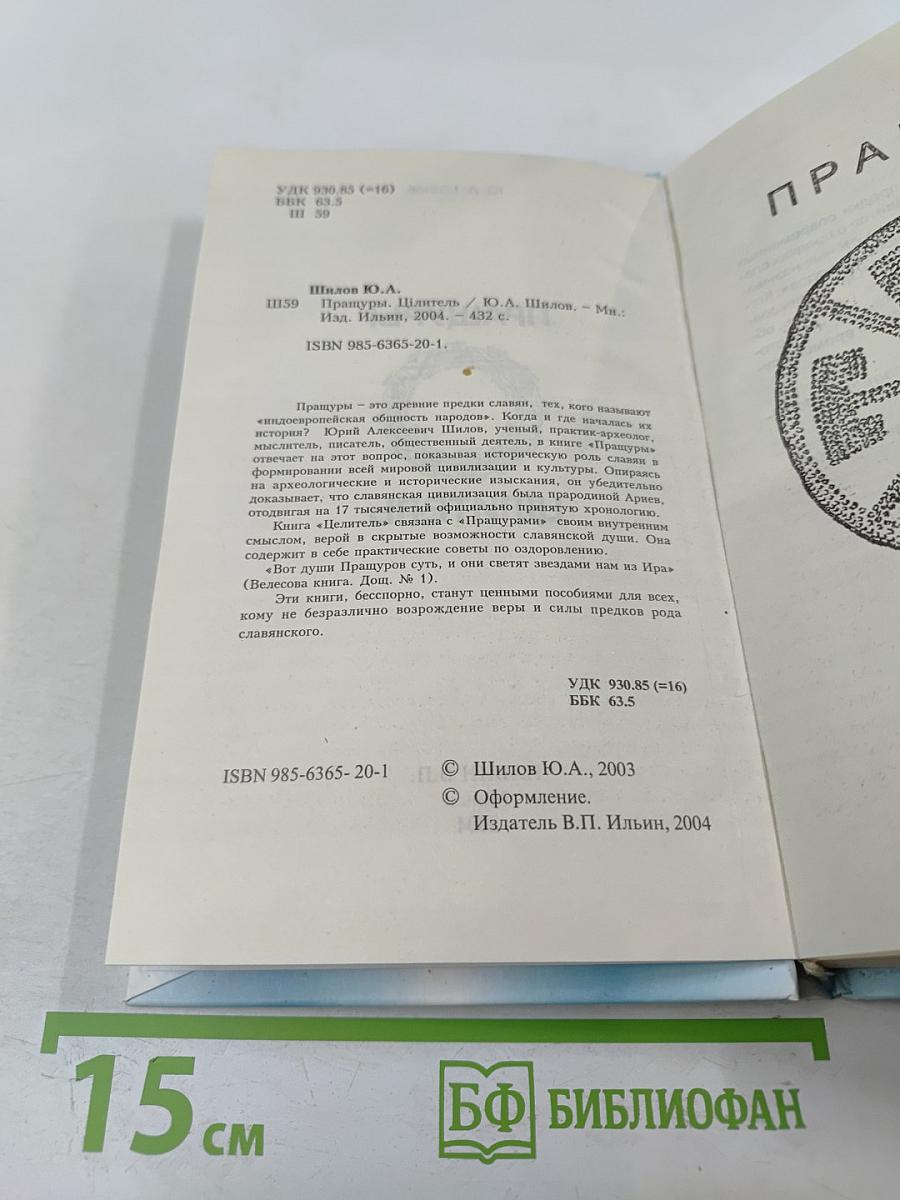 УДК 930.85 (=16)
ББК 63.5
Ш 59
Шилов Ю.А.
Ш59 Пращуры. Цілитель / Ю.А. Шилов. – Мн.:
Изд. Ильин, 2004. – 432 с.
ISBN 985-6365-20-1.
Пращуры – это древние предки славян, тех, кого называют
«индоевропейская общность народов». Когда и где началась их
история? Юрий Алексеевич Шилов, ученый, практик-археолог,
мыслитель, писатель, общественный деятель, в книге «Пращуры»
отвечает на этот вопрос, показывая историческую роль славян в
формировании всей мировой цивилизации и культуры. Опираясь
на археологические и исторические изыскания, он убедительно
доказывает, что славянская цивилизация была прародиной Ариев,
отодвигая на 17 тысячелетий официально принятую хронологию.
Книга «Целитель» связана с «Пращурами» своим внутренним
смыслом, верой в скрытые возможности славянской души. Она
содержит в себе практические советы по оздоровлению.
«Вот души Пращуров суть, и они светят звездами нам из Ира»
(Велесова книга. Дощ. № 1).
Эти книги, бесспорно, станут ценными пособиями для всех,
кому не безразлично возрождение веры и силы предков рода
славянского.
УДК 930.85 (=16)
ББК 63.5
ISBN 985-6365- 20-1
© Шилов Ю.А., 2003
© Оформление.
Издатель В.П. Ильин, 2004
ПРА
15 см
БФ БИБЛИОФАН